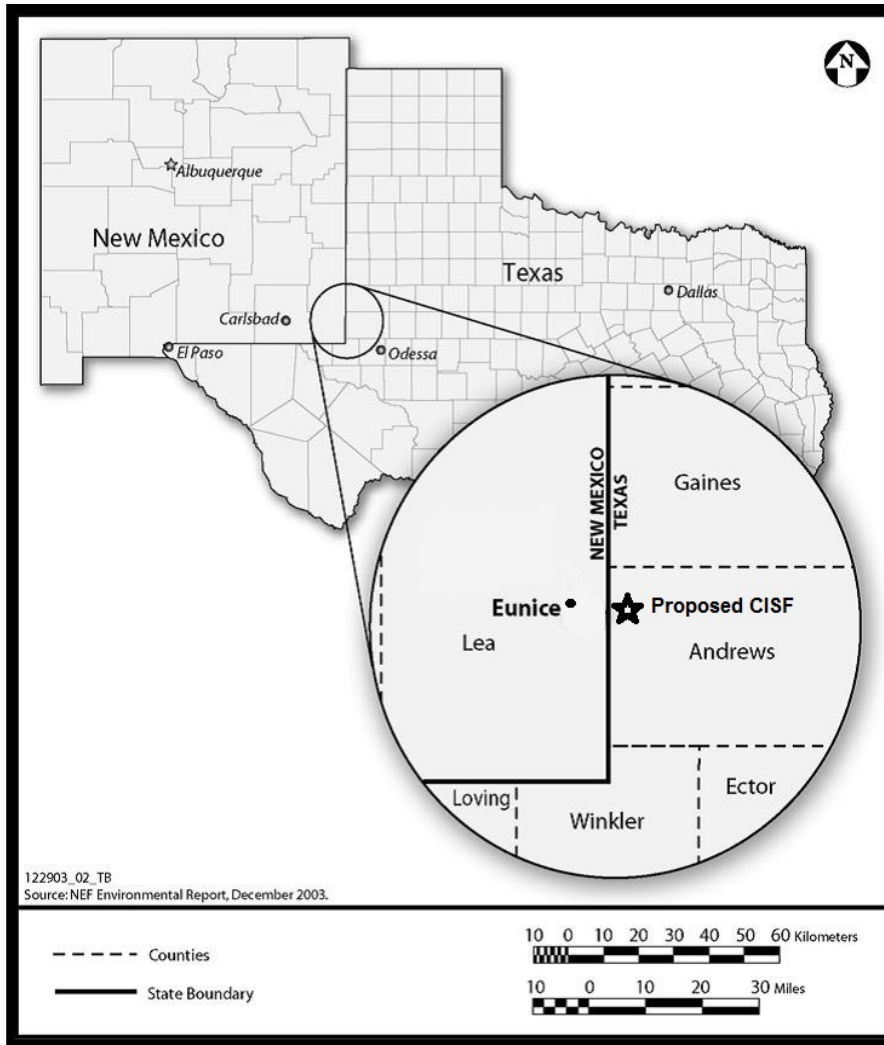 N
Albuquerque
New Mexico
Texas
Dallas
Carlsbad
El Paso
Odessa
NEW MEXICO
TEXAS
Gaines
Eunice
Proposed CISF
Lea
Andrews
Loving
Winkler
Ector
122903_02_TB
Source: NEF Environmental Report, December 2003.
Counties
State Boundary
10 0 10 20 30 40 50 60 Kilometers
10 0 10 20 30 Miles